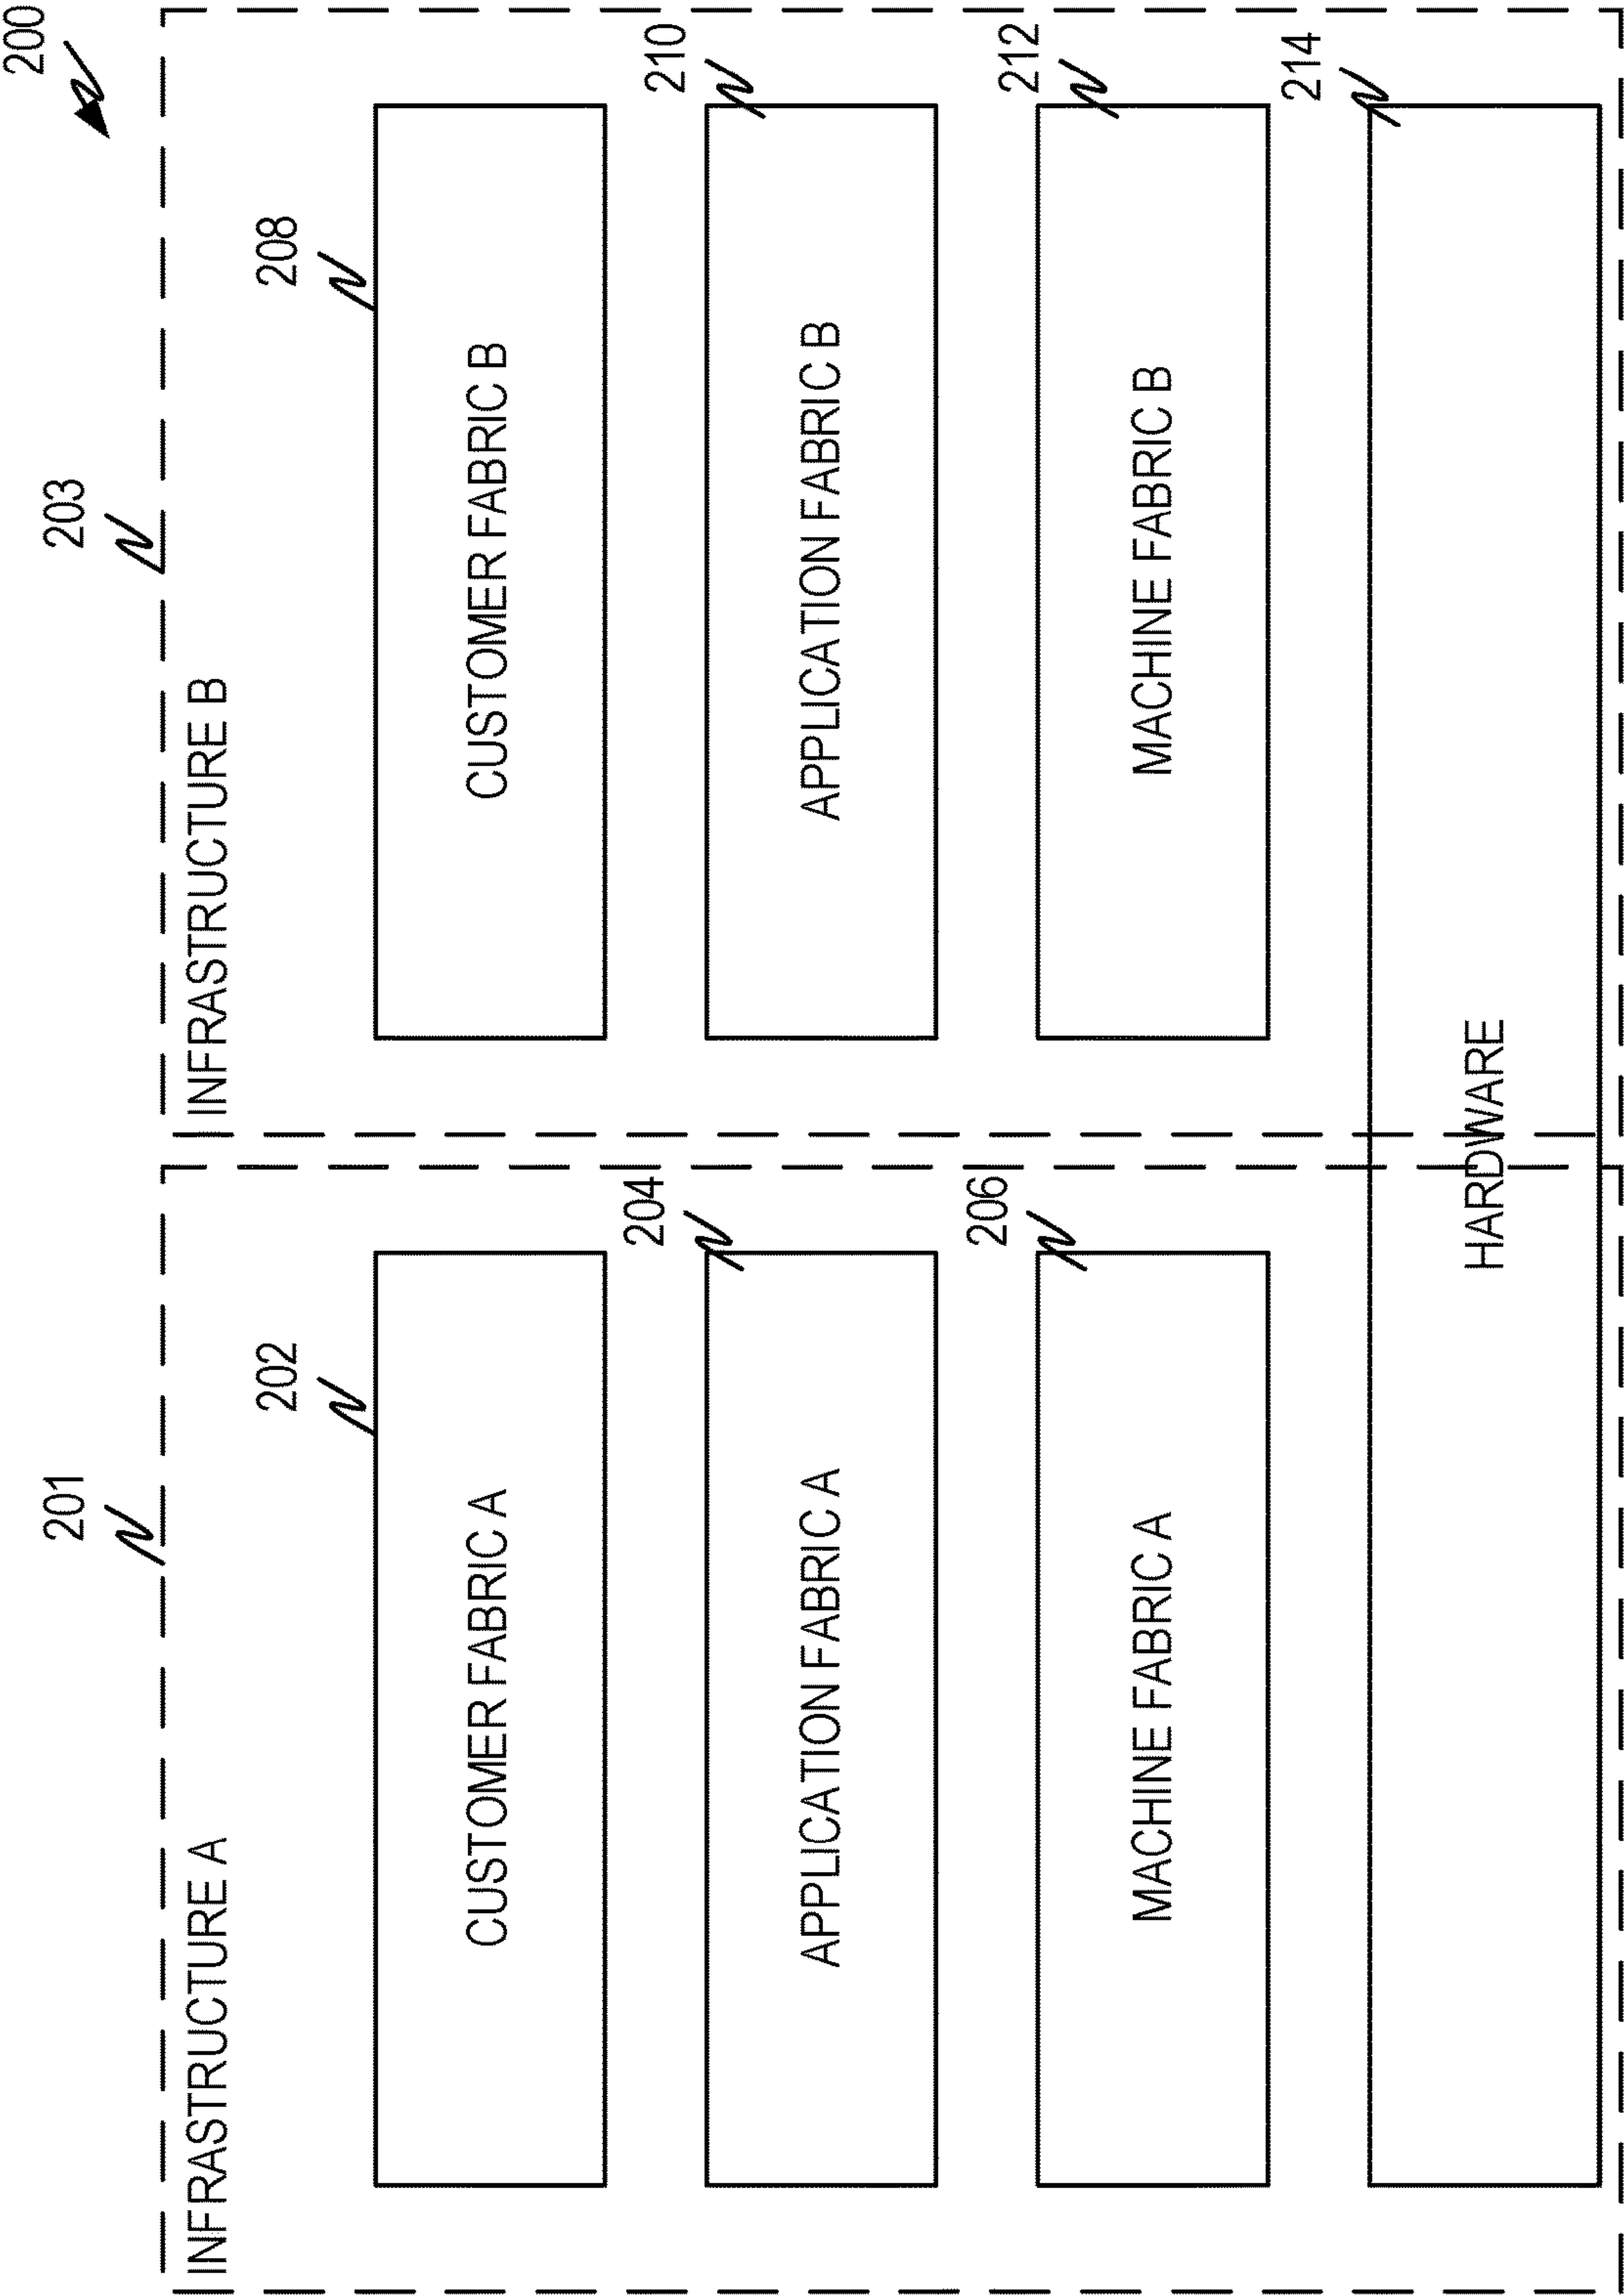 200
201
203
INFRASTRUCTURE A
INFRASTRUCTURE B
202
208
CUSTOMER FABRIC A
CUSTOMER FABRIC B
204
210
APPLICATION FABRIC A
APPLICATION FABRIC B
206
212
MACHINE FABRIC A
MACHINE FABRIC B
214
HARDWARE